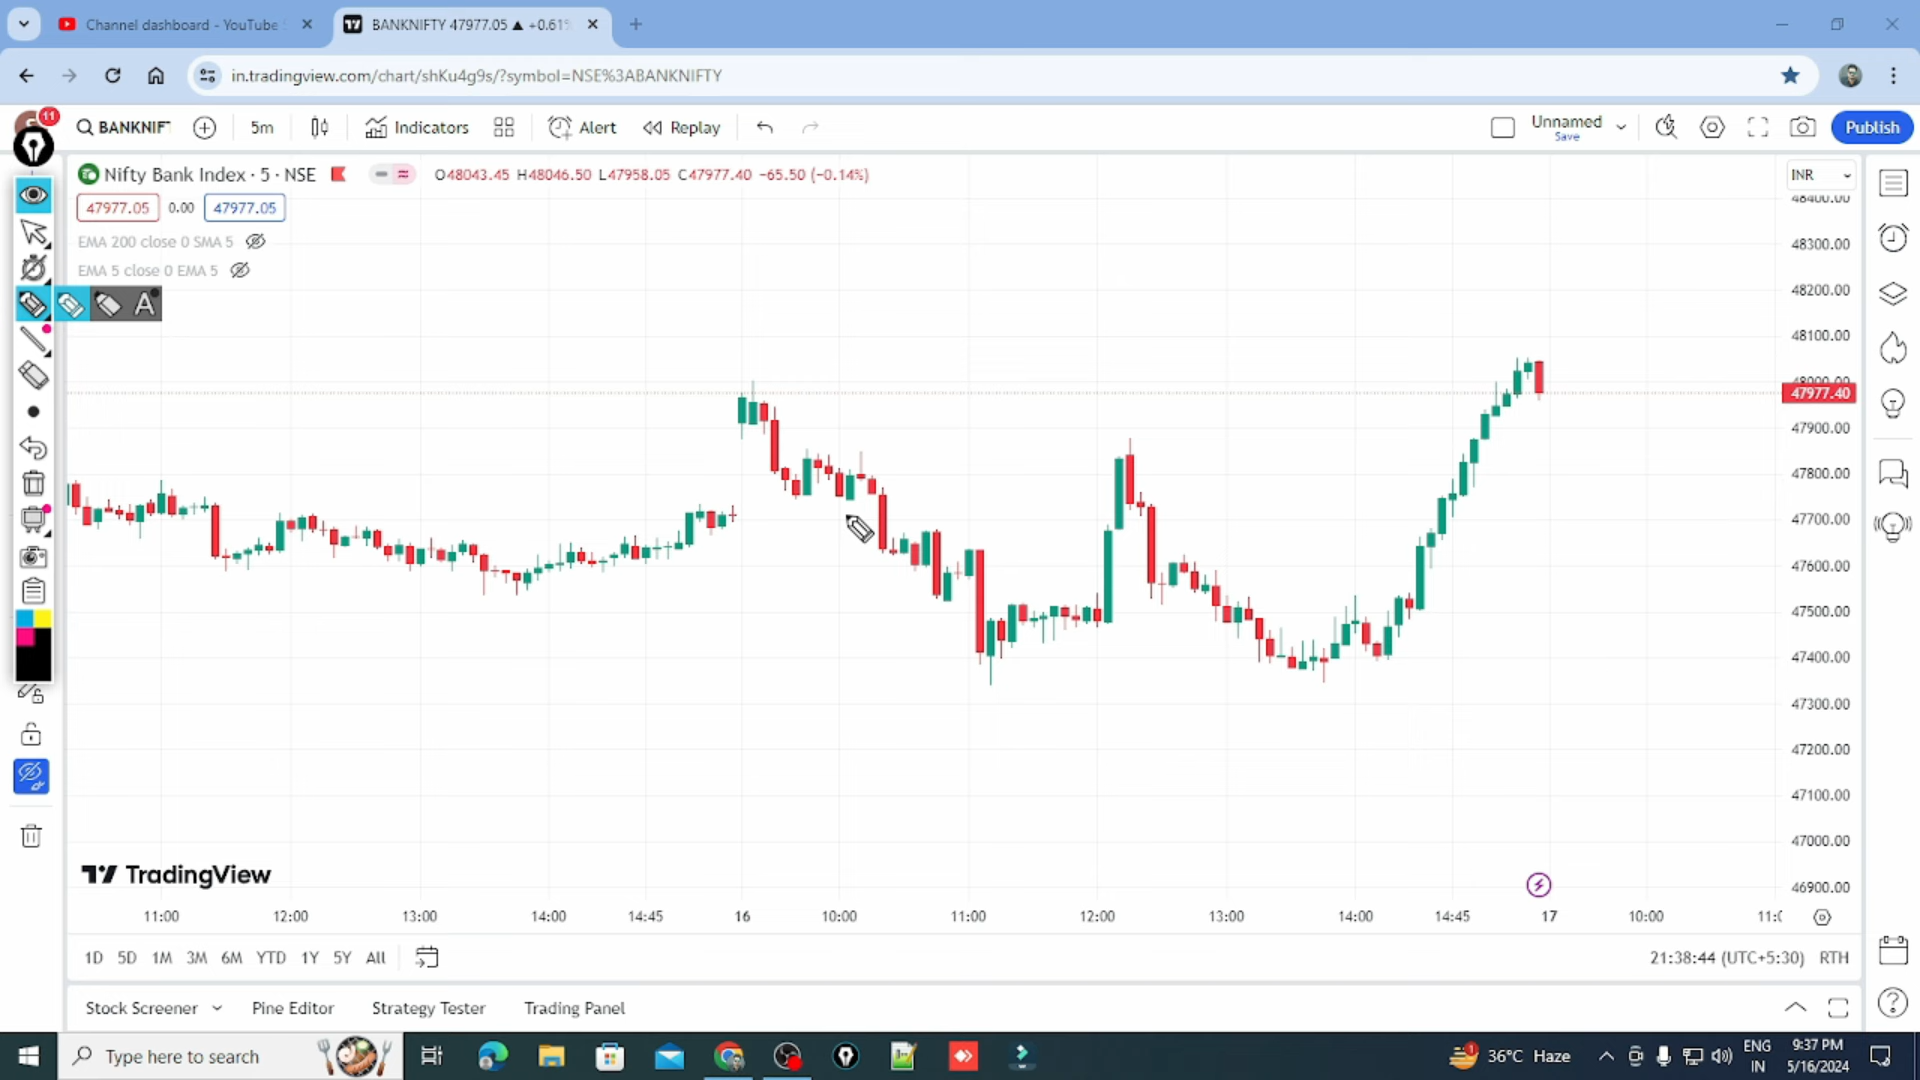 Channel dashboard - YouTube
BANKNIFTY 47977.05 ▲ +0.61%
in.tradingview.com/chart/shKu4g9s/?symbol=NSE%3ABANKNIFTY
11
BANKNIFT
5m
Indicators
Alert
Replay
Unnamed
Save
Publish
Nifty Bank Index · 5 · NSE
O48043.45 H48046.50 L47958.05 C47977.40 −65.50 (−0.14%)
INR
47977.05
0.00
47977.05
EMA 200 close 0 SMA 5
EMA 5 close 0 EMA 5
A
48400.00
48300.00
48200.00
48100.00
48000.00
47977.40
47900.00
47800.00
47700.00
47600.00
47500.00
47400.00
47300.00
47200.00
47100.00
47000.00
46900.00
TradingView
11:00 12:00 13:00 14:00 14:45 16 10:00 11:00 12:00 13:00 14:00 14:45 17 10:00
1D 5D 1M 3M 6M YTD 1Y 5Y All
21:38:44 (UTC+5:30) RTH
Stock Screener Pine Editor Strategy Tester Trading Panel
Type here to search
1
36°C Haze
ENG
IN
9:37 PM
5/16/2024